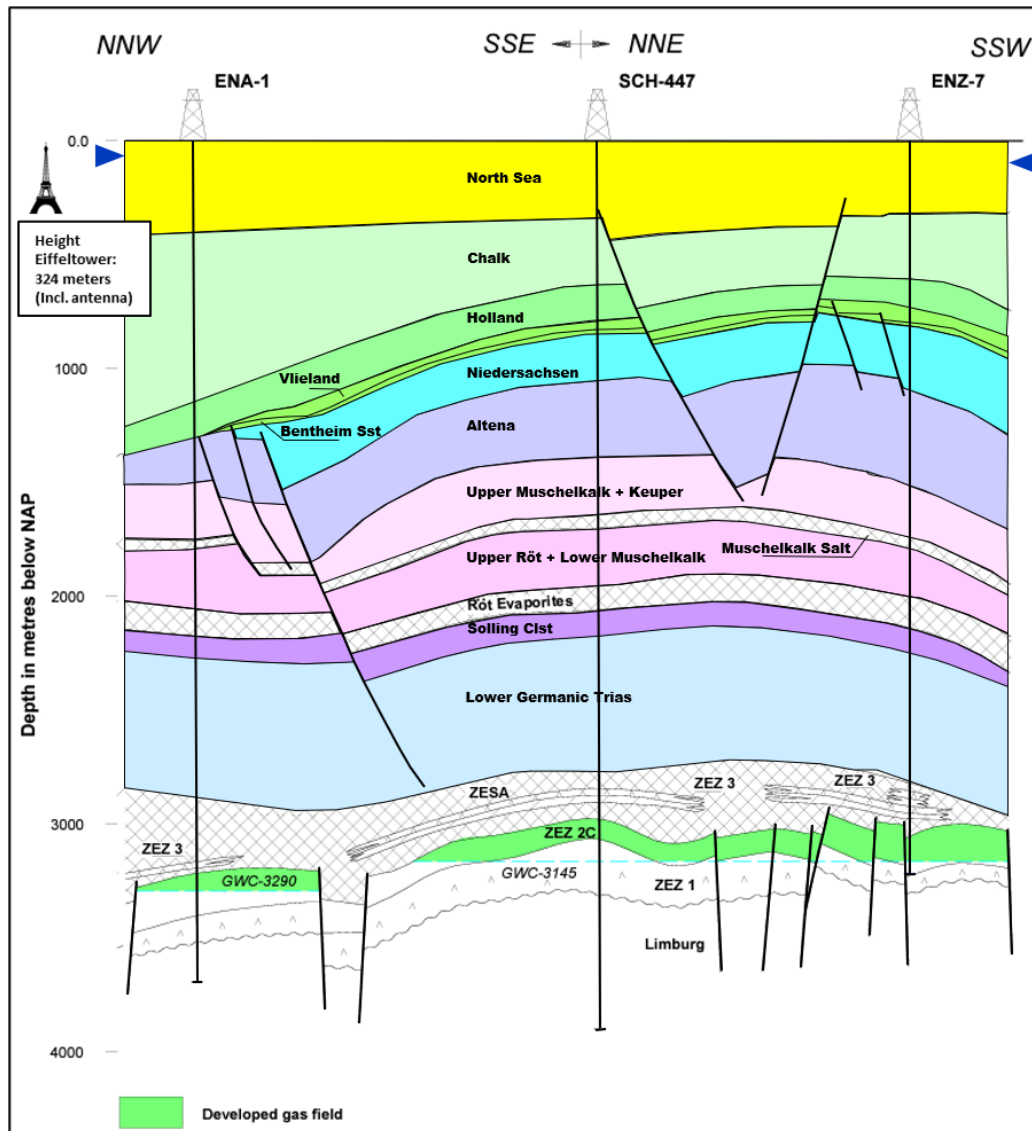 NNW
SSE
NNE
SSW
ENA-1
SCH-447
ENZ-7
0.0
North Sea
Height
Eiffeltower:
324 meters
(Incl. antenna)
Chalk
Holland
1000
Vlieland
Niedersachsen
Bentheim Sst
Altena
Depth in metres below NAP
Upper Muschelkalk + Keuper
Muschelkalk Salt
Upper Röt + Lower Muschelkalk
2000
Röt Evaporites
Solling Clst
Lower Germanic Trias
ZESA
ZEZ 3
ZEZ 3
3000
ZEZ 2C
ZEZ 3
GWC-3290
GWC-3145
ZEZ 1
Limburg
4000
Developed gas field